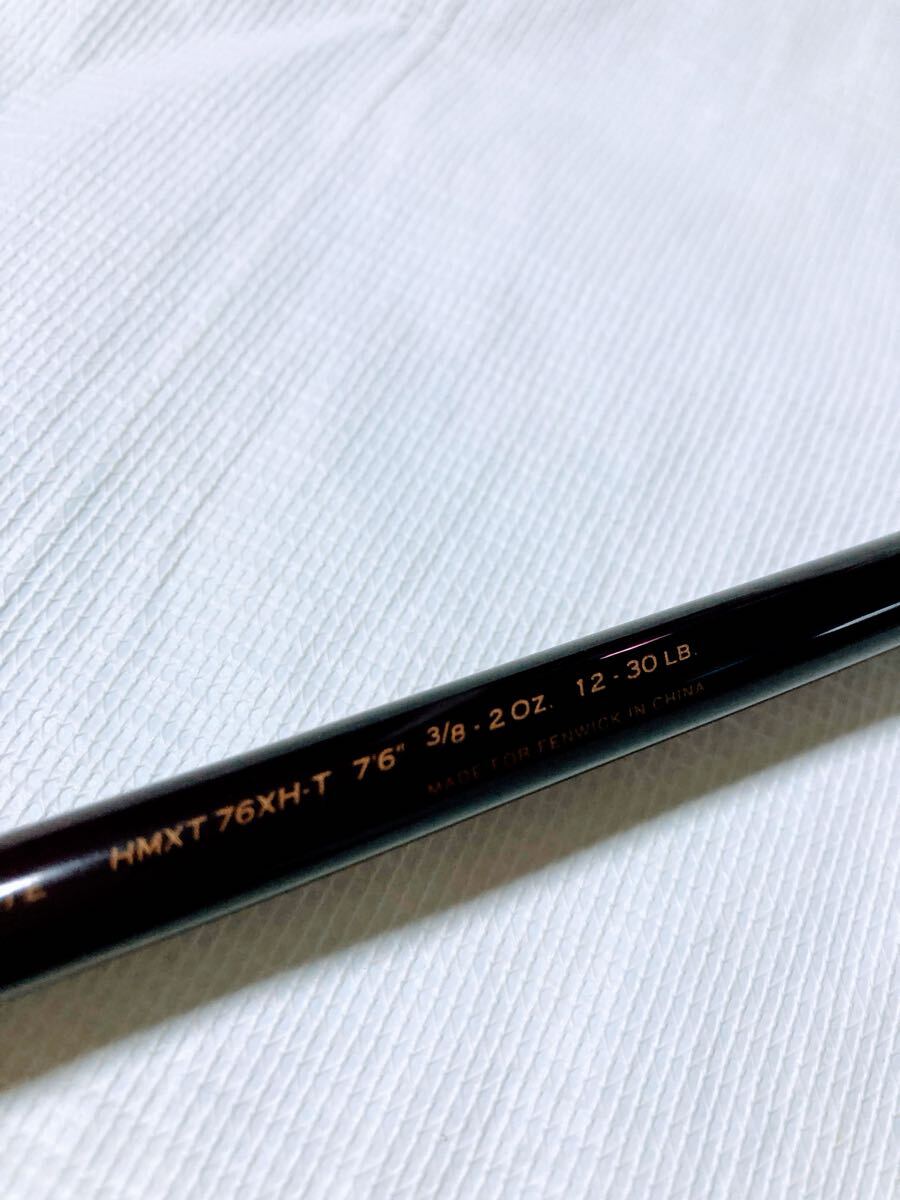 HMXT 76XH-T 7'6" 3/8 - 2 OZ. 12 - 30 LB.
MADE FOR FENWICK IN CHINA